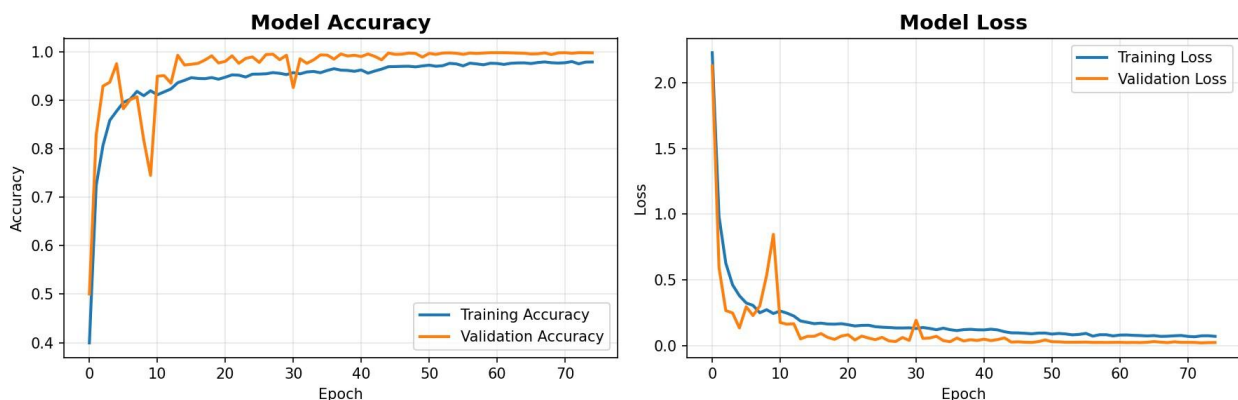 Model Accuracy
1.0
0.9
0.8
0.7
0.6
0.5
0.4
Accuracy
0 10 20 30 40 50 60 70
Epoch
Training Accuracy
Validation Accuracy
Model Loss
2.0
1.5
1.0
0.5
0.0
Loss
0 10 20 30 40 50 60 70
Epoch
Training Loss
Validation Loss